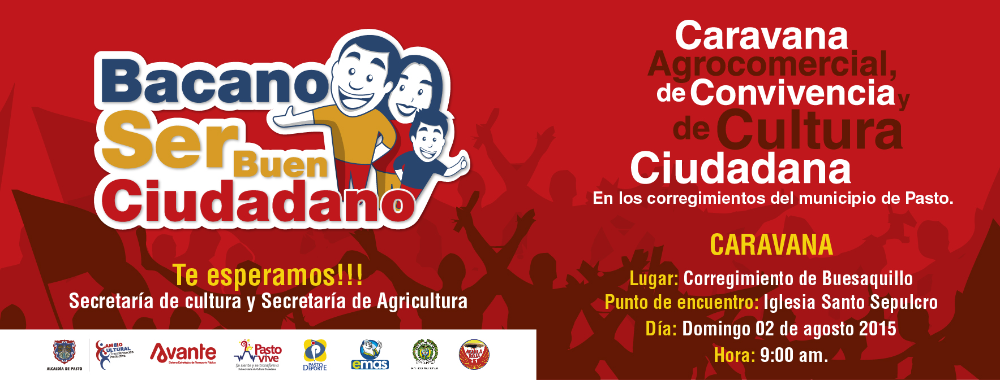 Bacano
Ser
Buen
Ciudadano
Te esperamos!!!
Secretaría de cultura y Secretaría de Agricultura
ALCALDÍA DE PASTO
CAMBIO
CULTURAL
Transformación
Productiva
Avante
Sistema Estratégico de Transporte Público
Pasto
vive
Se siente y se transforma
Subsecretaría de Cultura Ciudadana
PASTO
DEPORTE
emas
POLICIA NACIONAL
AGUILA
ROJA
Caravana
Agrocomercial,
de Convivencia y
de Cultura
Ciudadana
En los corregimientos del municipio de Pasto.
CARAVANA
Lugar: Corregimiento de Buesaquillo
Punto de encuentro: Iglesia Santo Sepulcro
Día: Domingo 02 de agosto 2015
Hora: 9:00 am.